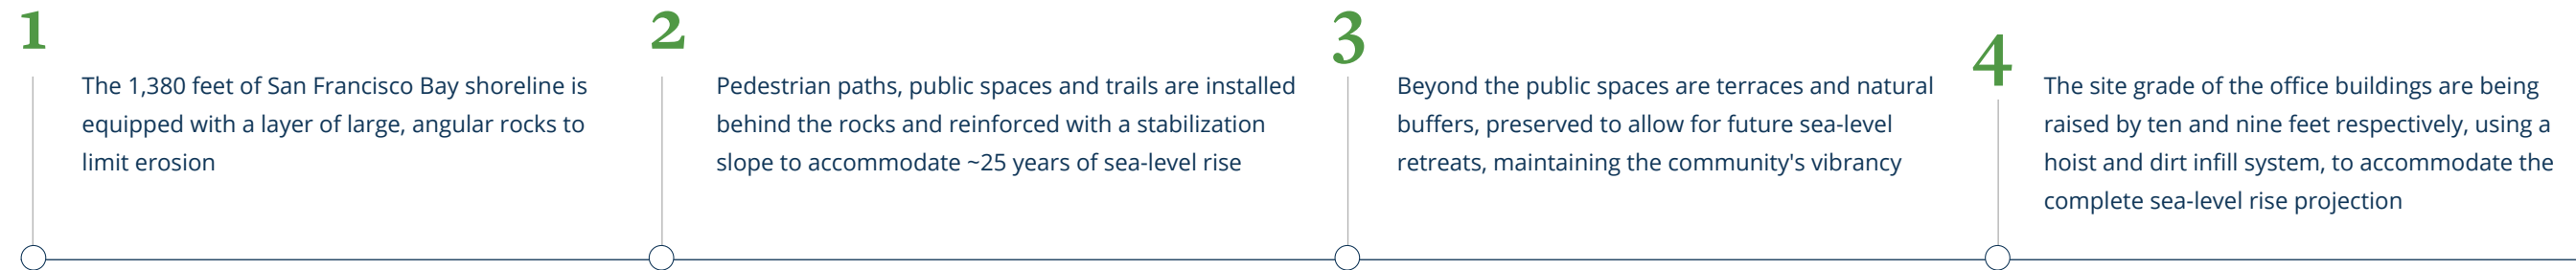 1
The 1,380 feet of San Francisco Bay shoreline is
equipped with a layer of large, angular rocks to
limit erosion
2
Pedestrian paths, public spaces and trails are installed
behind the rocks and reinforced with a stabilization
slope to accommodate ~25 years of sea-level rise
3
Beyond the public spaces are terraces and natural
buffers, preserved to allow for future sea-level
retreats, maintaining the community's vibrancy
4
The site grade of the office buildings are being
raised by ten and nine feet respectively, using a
hoist and dirt infill system, to accommodate the
complete sea-level rise projection